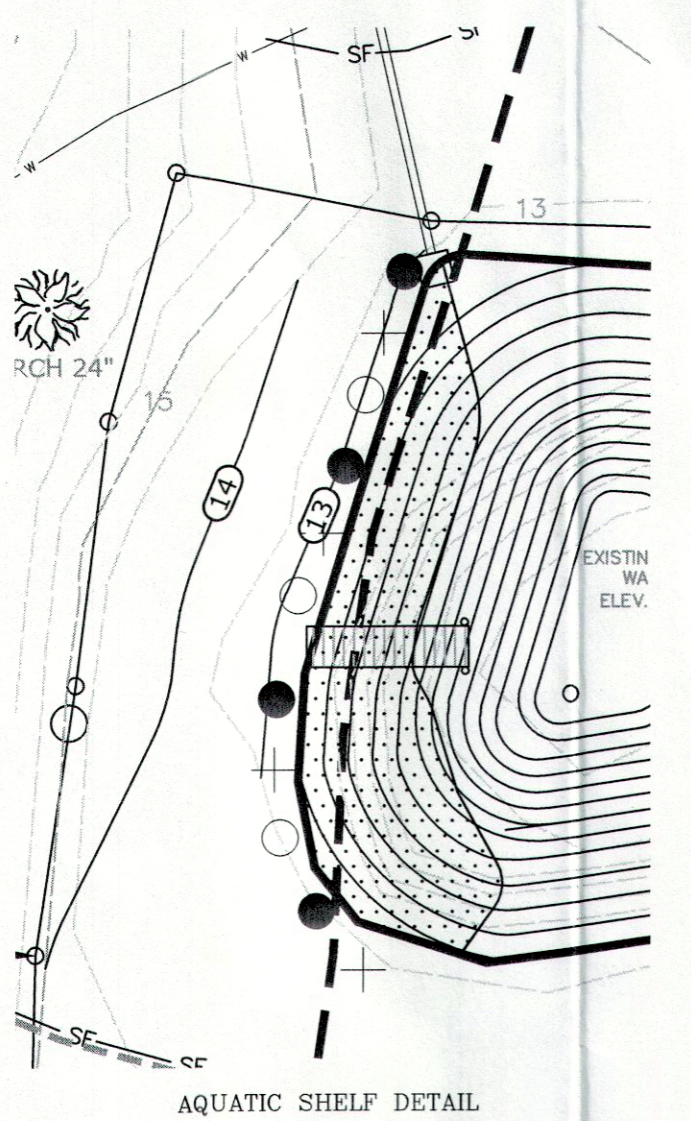 SF
SF
W
W
13
RCH 24"
15
14
13
EXISTIN
WA
ELEV.
SF
SF
AQUATIC SHELF DETAIL